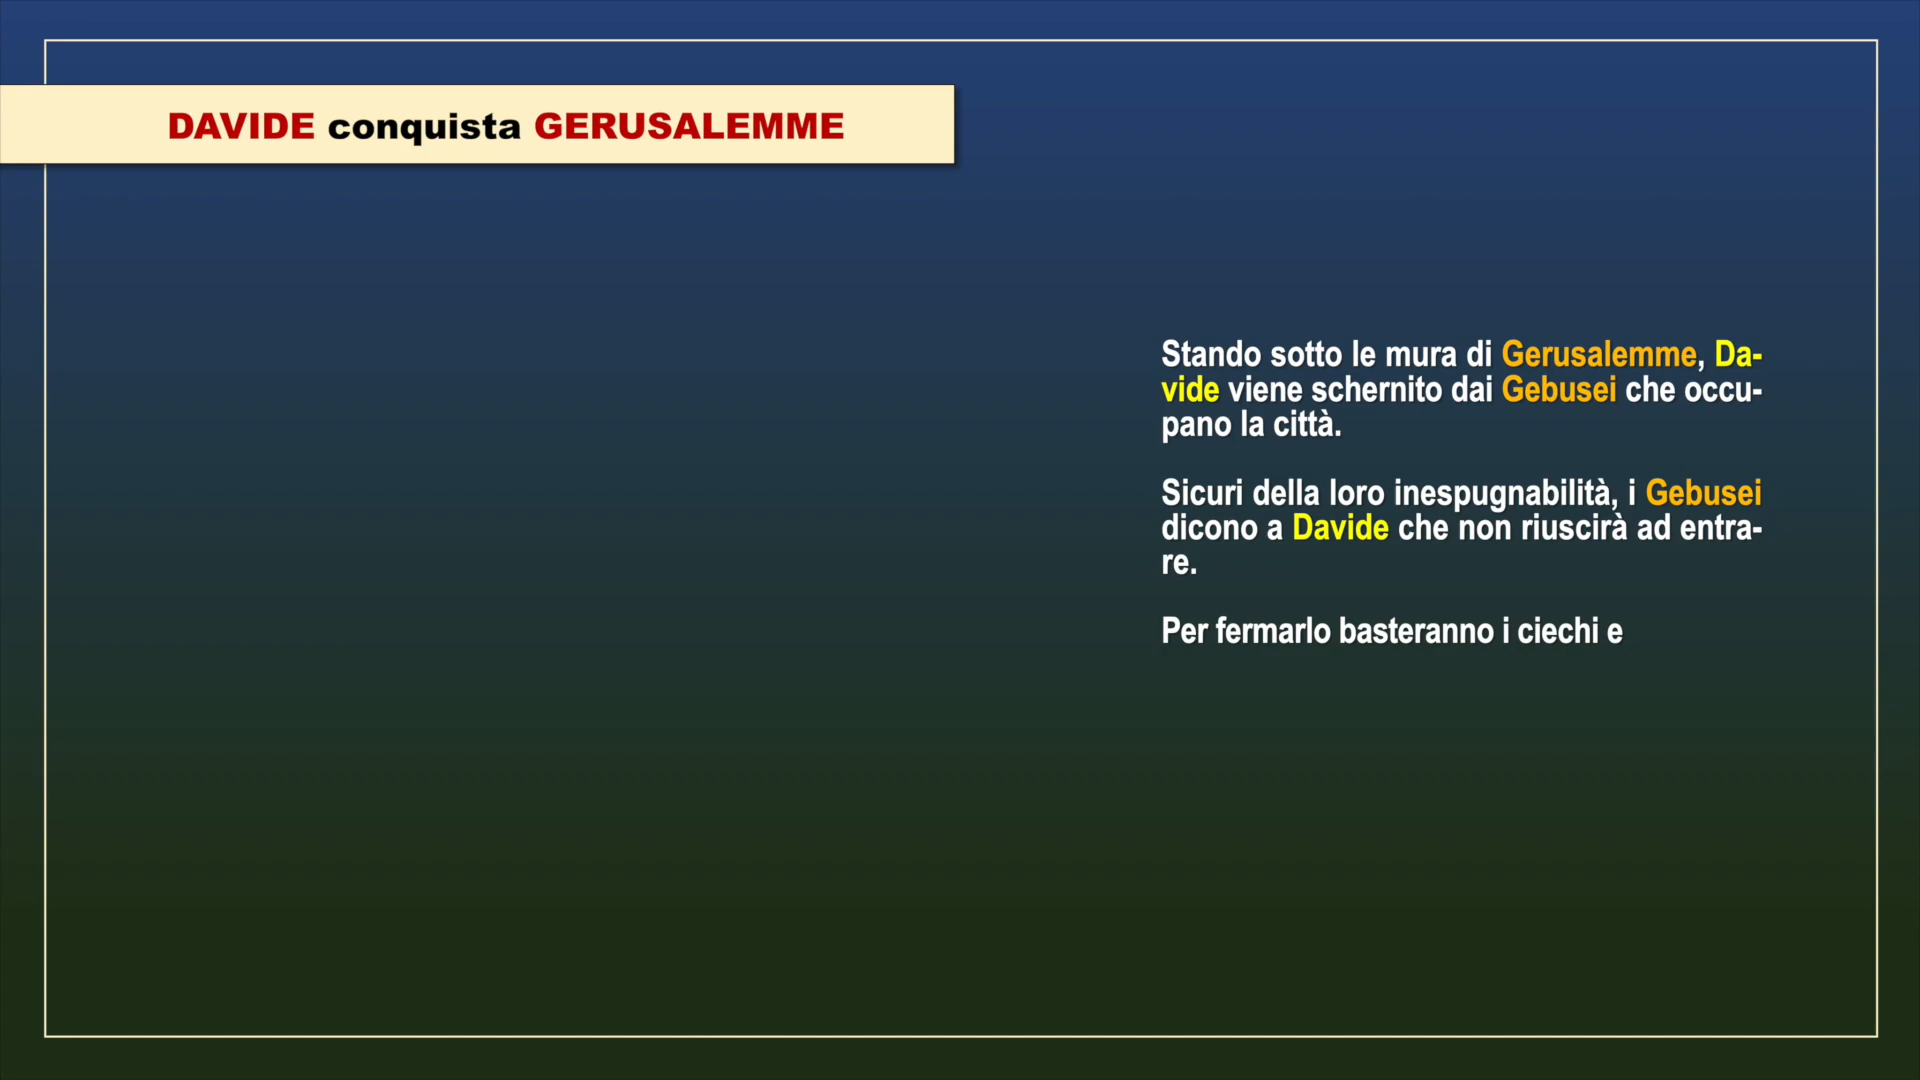 DAVIDE conquista GERUSALEMME
Stando sotto le mura di Gerusalemme, Da-
vide viene schernito dai Gebusei che occu-
pano la città.
Sicuri della loro inespugnabilità, i Gebusei
dicono a Davide che non riuscirà ad entra-
re.
Per fermarlo basteranno i ciechi e